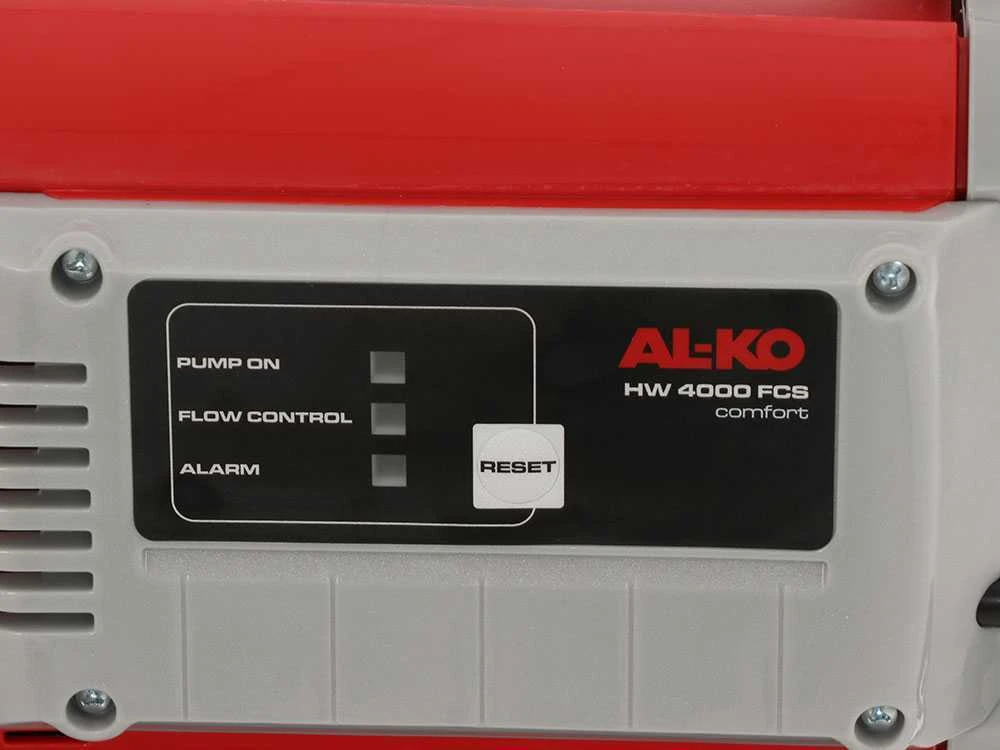 PUMP ON
FLOW CONTROL
ALARM
RESET
AL-KO
HW 4000 FCS
comfort